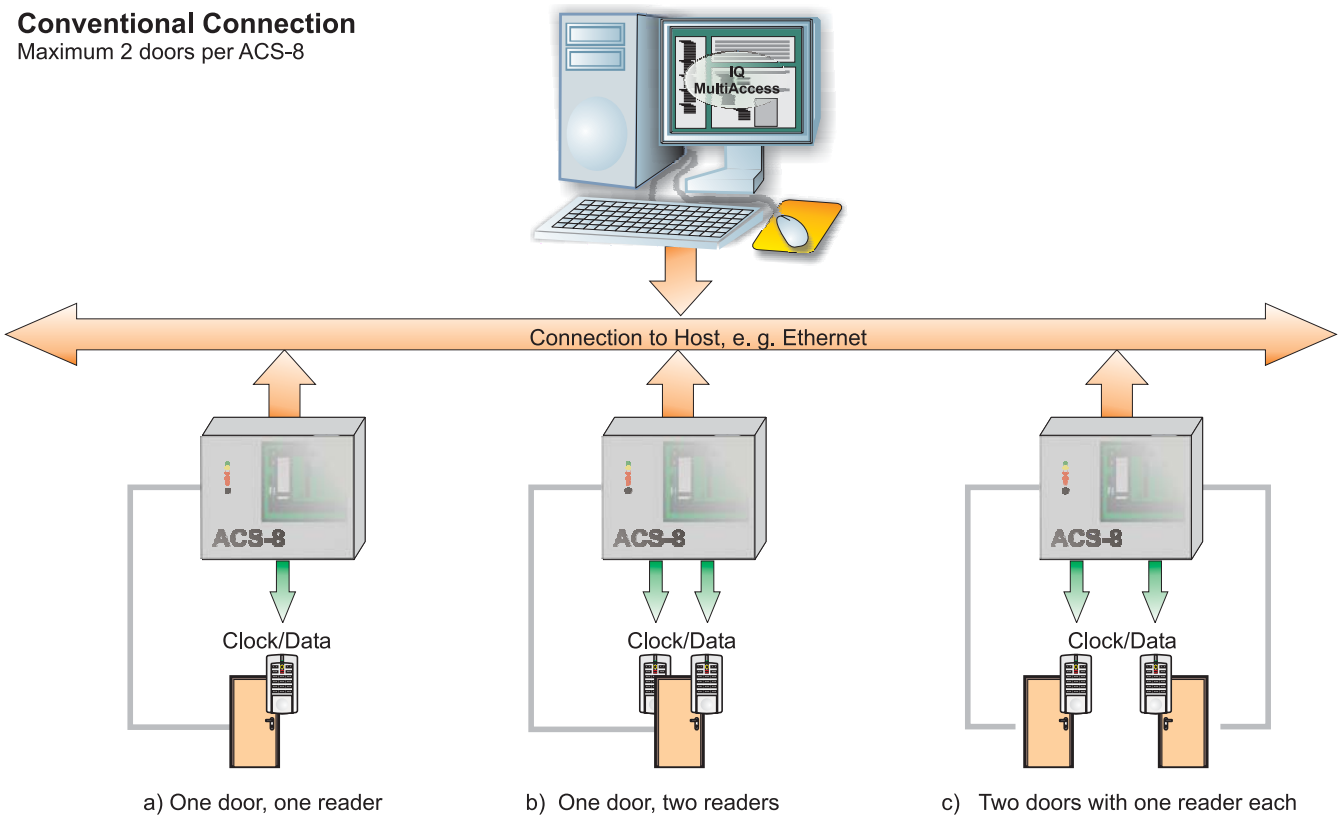 Conventional Connection
Maximum 2 doors per ACS-8
IQ
MultiAccess
Connection to Host, e. g. Ethernet
ACS-8
ACS-8
ACS-8
Clock/Data
Clock/Data
Clock/Data
a) One door, one reader
b) One door, two readers
c) Two doors with one reader each